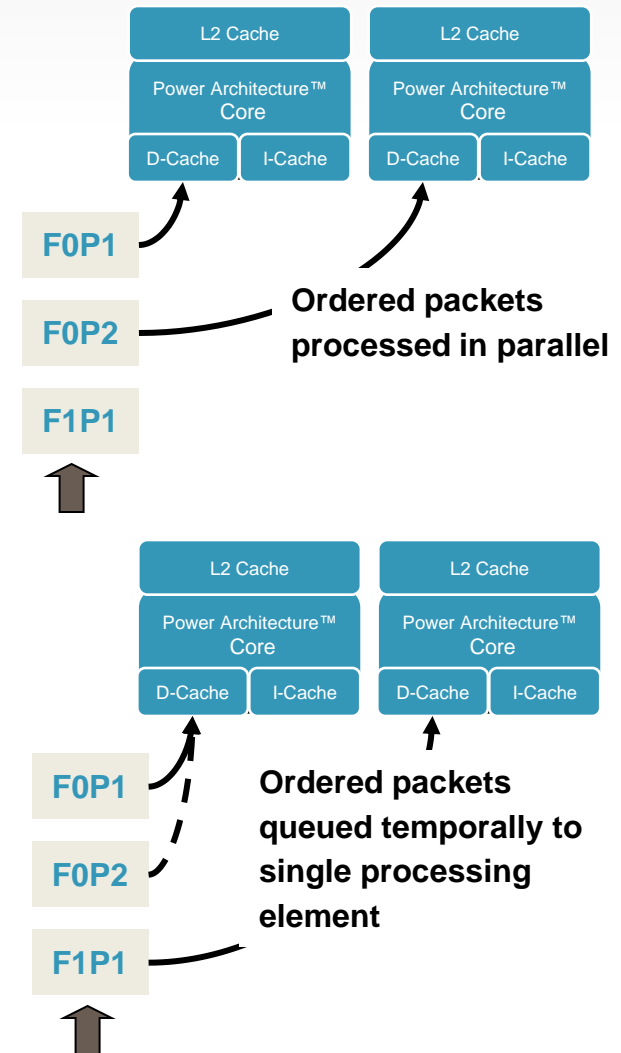 L2 Cache
L2 Cache
Power Architecture™
Core
Power Architecture™
Core
D-Cache
I-Cache
D-Cache
I-Cache
F0P1
F0P2
F1P1
Ordered packets
processed in parallel
L2 Cache
L2 Cache
Power Architecture™
Core
Power Architecture™
Core
D-Cache
I-Cache
D-Cache
I-Cache
F0P1
F0P2
F1P1
Ordered packets
queued temporally to
single processing
element